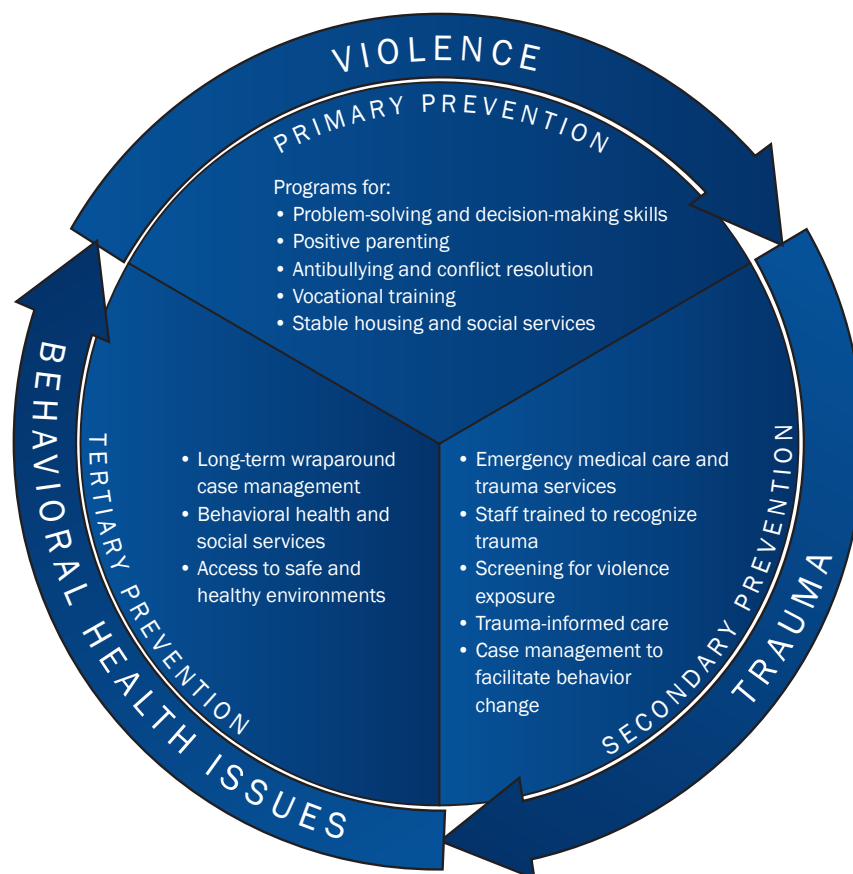 VIOLENCE
PRIMARY PREVENTION
Programs for:
• Problem-solving and decision-making skills
• Positive parenting
• Antibullying and conflict resolution
• Vocational training
• Stable housing and social services
TRAUMA
SECONDARY PREVENTION
• Emergency medical care and
trauma services
• Staff trained to recognize
trauma
• Screening for violence
exposure
• Trauma-informed care
• Case management to
facilitate behavior
change
BEHAVIORAL HEALTH ISSUES
TERTIARY PREVENTION
• Long-term wraparound
case management
• Behavioral health and
social services
• Access to safe and
healthy environments